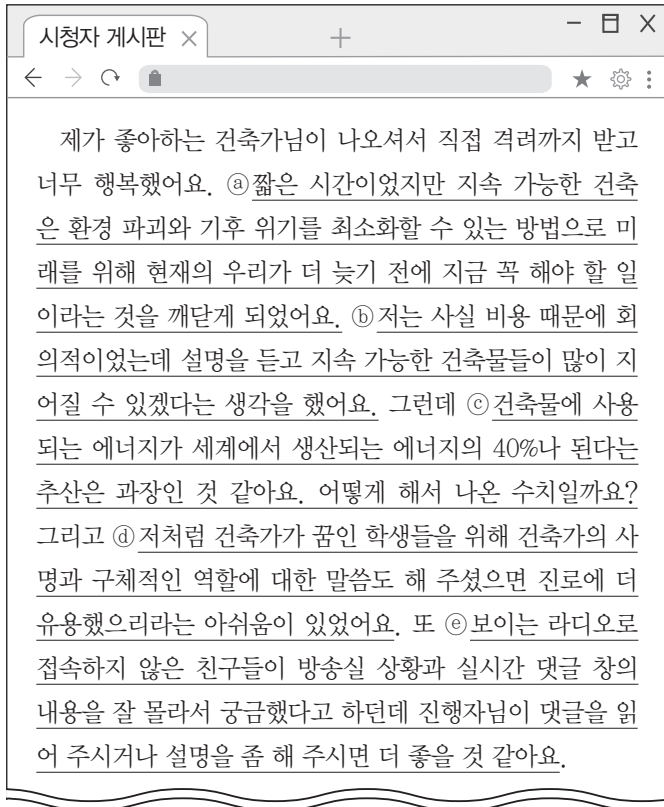 시청자 게시판
제가 좋아하는 건축가님이 나오셔서 직접 격려까지 받고
너무 행복했어요. ⓐ짧은 시간이었지만 지속 가능한 건축
은 환경 파괴와 기후 위기를 최소화할 수 있는 방법으로 미
래를 위해 현재의 우리가 더 늦기 전에 지금 꼭 해야 할 일
이라는 것을 깨닫게 되었어요. ⓑ저는 사실 비용 때문에 회
의적이었는데 설명을 듣고 지속 가능한 건축물들이 많이 지
어질 수 있겠다는 생각을 했어요. 그런데 ⓒ건축물에 사용
되는 에너지가 세계에서 생산되는 에너지의 40%나 된다는
추산은 과장인 것 같아요. 어떻게 해서 나온 수치일까요?
그리고 ⓓ저처럼 건축가가 꿈인 학생들을 위해 건축가의 사
명과 구체적인 역할에 대한 말씀도 해 주셨으면 진로에 더
유용했으리라는 아쉬움이 있었어요. 또 ⓔ보이는 라디오로
접속하지 않은 친구들이 방송실 상황과 실시간 댓글 창의
내용을 잘 몰라서 궁금했다고 하던데 진행자님이 댓글을 읽
어 주시거나 설명을 좀 해 주시면 더 좋을 것 같아요.